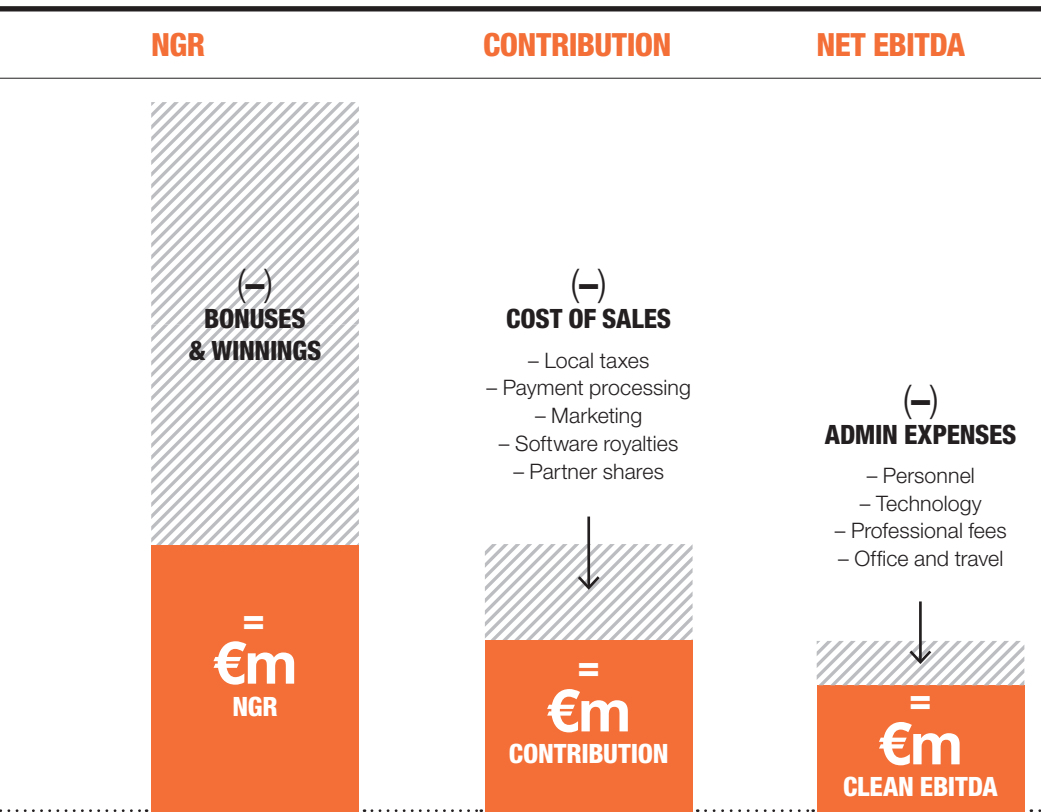 NGR
CONTRIBUTION
NET EBITDA
(–)
BONUSES
& WINNINGS
=
€m
NGR
(–)
COST OF SALES
– Local taxes
– Payment processing
– Marketing
– Software royalties
– Partner shares
=
€m
CONTRIBUTION
(–)
ADMIN EXPENSES
– Personnel
– Technology
– Professional fees
– Office and travel
=
€m
CLEAN EBITDA